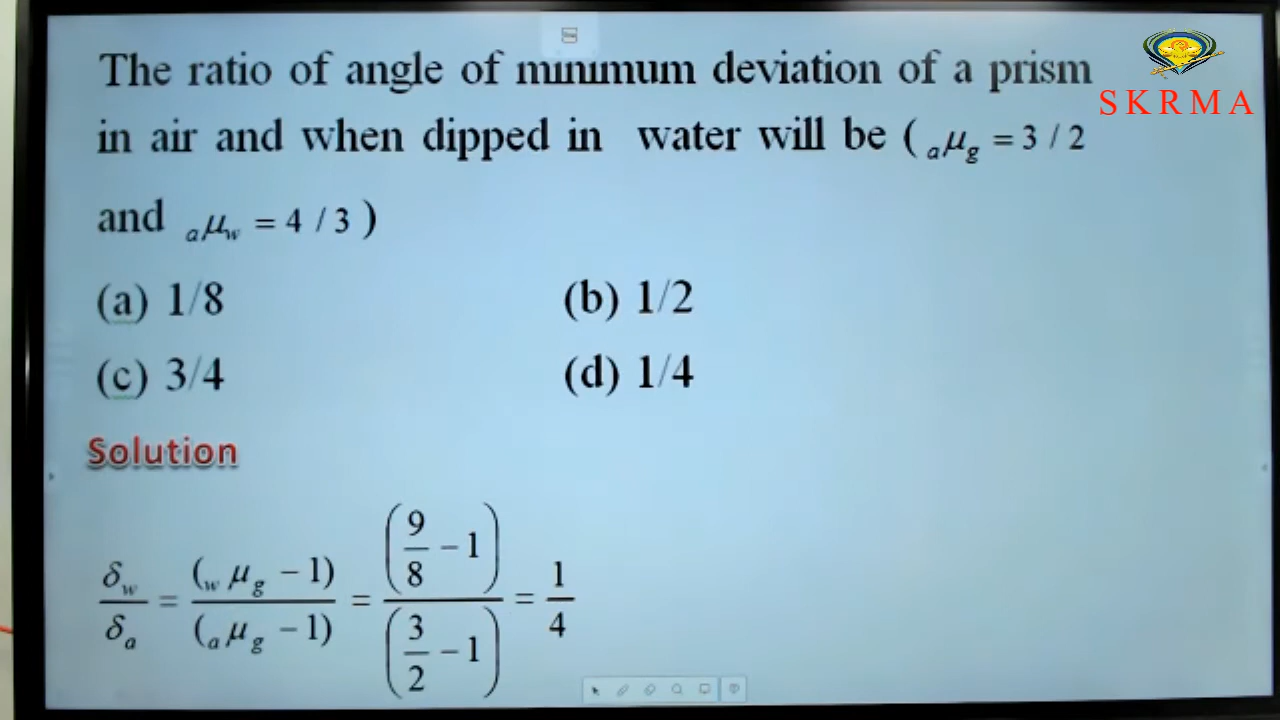 The ratio of angle of minimum deviation of a prism
SKRMA
in air and when dipped in water will be ( ₐμg = 3 / 2
and ₐμw = 4 / 3 )
(a) 1/8 (b) 1/2
(c) 3/4 (d) 1/4
Solution
δw/δa = (wμg − 1)/(aμg − 1) = (9/8 − 1)/(3/2 − 1) = 1/4